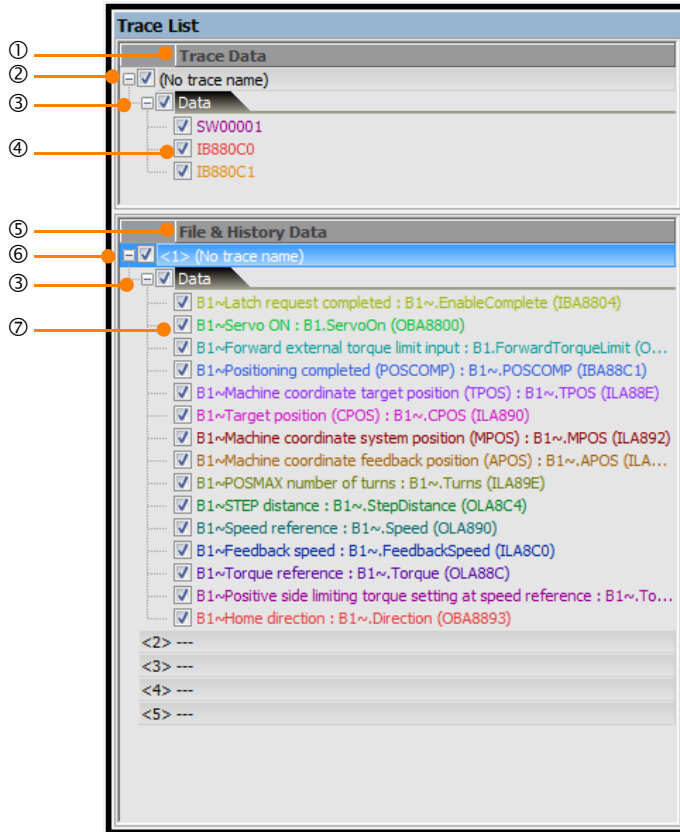 Trace List
① Trace Data
② (No trace name)
③ Data
SW00001
④ IB880C0
IB880C1
⑤ File & History Data
⑥ <1> (No trace name)
③ Data
B1~Latch request completed : B1~.EnableComplete (IBA8804)
⑦ B1~Servo ON : B1.ServoOn (OBA8800)
B1~Forward external torque limit input : B1.ForwardTorqueLimit (O...
B1~Positioning completed (POSCOMP) : B1~.POSCOMP (IBA88C1)
B1~Machine coordinate target position (TPOS) : B1~.TPOS (ILA88E)
B1~Target position (CPOS) : B1~.CPOS (ILA890)
B1~Machine coordinate system position (MPOS) : B1~.MPOS (ILA892)
B1~Machine coordinate feedback position (APOS) : B1~.APOS (ILA...
B1~POSMAX number of turns : B1~.Turns (ILA89E)
B1~STEP distance : B1~.StepDistance (OLA8C4)
B1~Speed reference : B1~.Speed (OLA890)
B1~Feedback speed : B1~.FeedbackSpeed (ILA8C0)
B1~Torque reference : B1~.Torque (OLA88C)
B1~Positive side limiting torque setting at speed reference : B1~.To...
B1~Home direction : B1~.Direction (OBA8893)
<2> ---
<3> ---
<4> ---
<5> ---